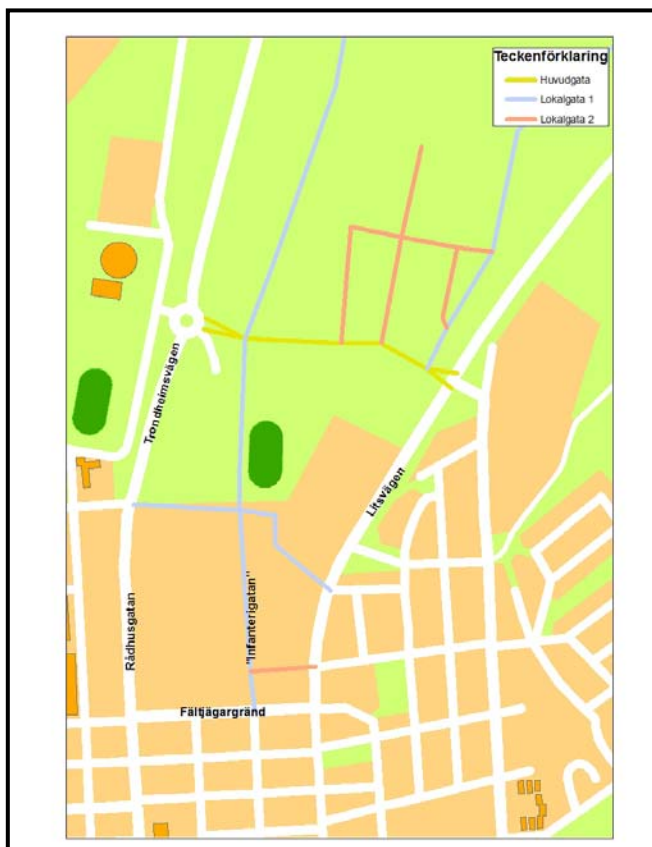 Teckenförklaring
Huvudgata
Lokalgata 1
Lokalgata 2
Trondheimsvägen
Litsvägen
Rådhusgatan
"Infanterigatan"
Fältjägargränd